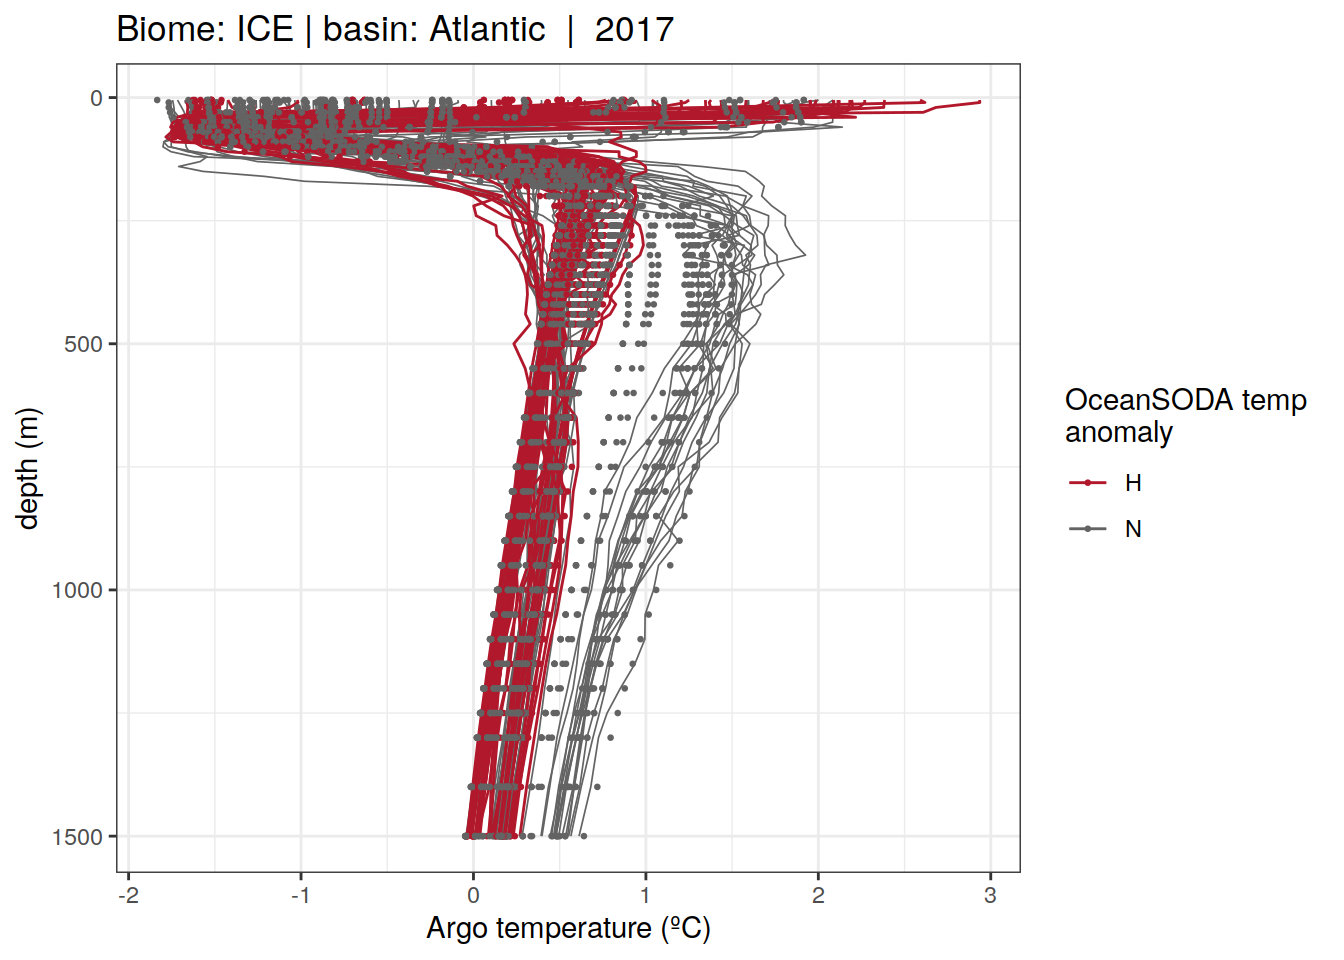 Biome: ICE | basin: Atlantic | 2017
0
500
1000
1500
depth (m)
-2 -1 0 1 2 3
Argo temperature (ºC)
OceanSODA temp
anomaly
H
N